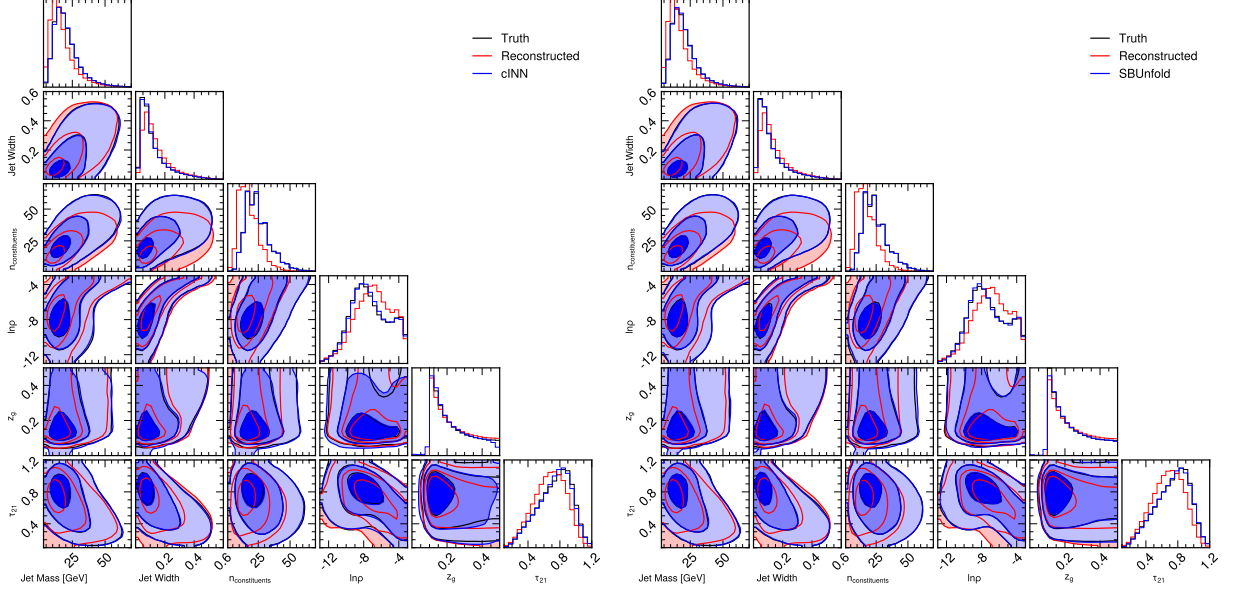 Truth
Reconstructed
cINN
0.6
0.4
0.2
Jet Width
50
25
nconstituents
-4
-8
-12
lnρ
0.4
0.2
zg
1.2
0.8
0.4
τ21
25 50
0.2 0.4 0.6
25 50
-12 -8 -4
0.2 0.4
0.4 0.8 1.2
Jet Mass [GeV] Jet Width nconstituents lnρ zg τ21
Truth
Reconstructed
SBUnfold
0.6
0.4
0.2
Jet Width
50
25
nconstituents
-4
-8
-12
lnρ
0.4
0.2
zg
1.2
0.8
0.4
τ21
25 50
0.2 0.4 0.6
25 50
-12 -8 -4
0.2 0.4
0.4 0.8 1.2
Jet Mass [GeV] Jet Width nconstituents lnρ zg τ21